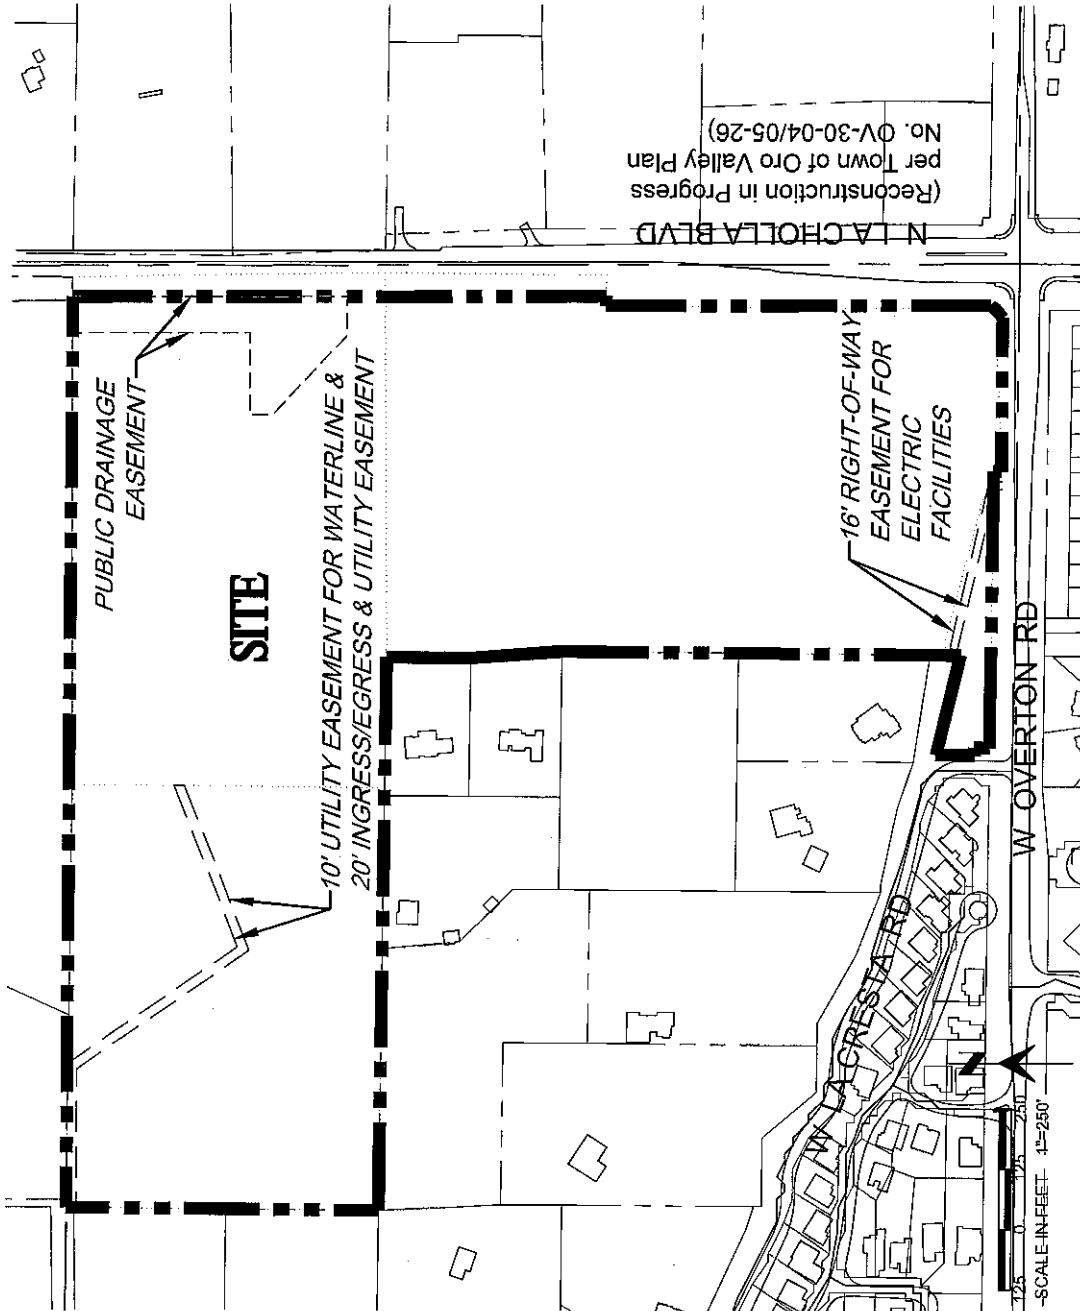 PUBLIC DRAINAGE
EASEMENT
SITE
10' UTILITY EASEMENT FOR WATERLINE &
20' INGRESS/EGRESS & UTILITY EASEMENT
N LA CHOLLA BLVD
(Reconstruction in Progress
per Town of Oro Valley Plan
No. OV-30-04/05-26)
16' RIGHT-OF-WAY
EASEMENT FOR
ELECTRIC
FACILITIES
W OVERTON RD
W LA CRESTA RD
125 0 125 250
SCALE IN FEET 1"=250'